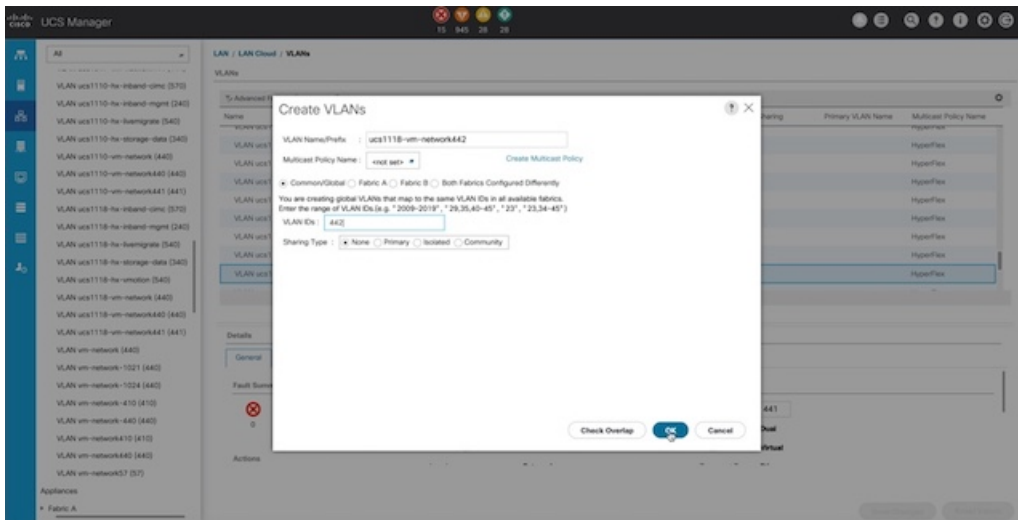 cisco UCS Manager
15 945 28 28
All
LAN / LAN Cloud / VLANs
VLANs
VLAN ucs1110-hx-inband-cimc (570)
VLAN ucs1110-hx-inband-mgmt (240)
VLAN ucs1110-hx-livemigrate (540)
VLAN ucs1110-hx-storage-data (340)
VLAN ucs1110-vm-network (440)
VLAN ucs1110-vm-network440 (440)
VLAN ucs1110-vm-network441 (441)
VLAN ucs1118-hx-inband-cimc (570)
VLAN ucs1118-hx-inband-mgmt (240)
VLAN ucs1118-hx-livemigrate (540)
VLAN ucs1118-hx-storage-data (340)
VLAN ucs1118-hx-vmotion (540)
VLAN ucs1118-vm-network (440)
VLAN ucs1118-vm-network440 (440)
VLAN ucs1118-vm-network441 (441)
VLAN vm-network (440)
VLAN vm-network-1021 (440)
VLAN vm-network-1024 (440)
VLAN vm-network-410 (410)
VLAN vm-network-440 (440)
VLAN vm-network410 (410)
VLAN vm-network440 (440)
VLAN vm-network57 (57)
Appliances
Fabric A
Name
Primary VLAN Name Multicast Policy Name
HyperFlex
HyperFlex
HyperFlex
HyperFlex
HyperFlex
HyperFlex
HyperFlex
HyperFlex
Create VLANs
VLAN Name/Prefix : ucs1118-vm-network442
Multicast Policy Name : <not set> Create Multicast Policy
Common/Global Fabric A Fabric B Both Fabrics Configured Differently
You are creating global VLANs that map to the same VLAN IDs in all available fabrics.
Enter the range of VLAN IDs.(e.g. "2009-2019", "29,35,40-45", "23", "23,34-45")
VLAN IDs : 442
Sharing Type : None Primary Isolated Community
Check Overlap OK Cancel
Details
General
0
441
Dual
Virtual
Actions